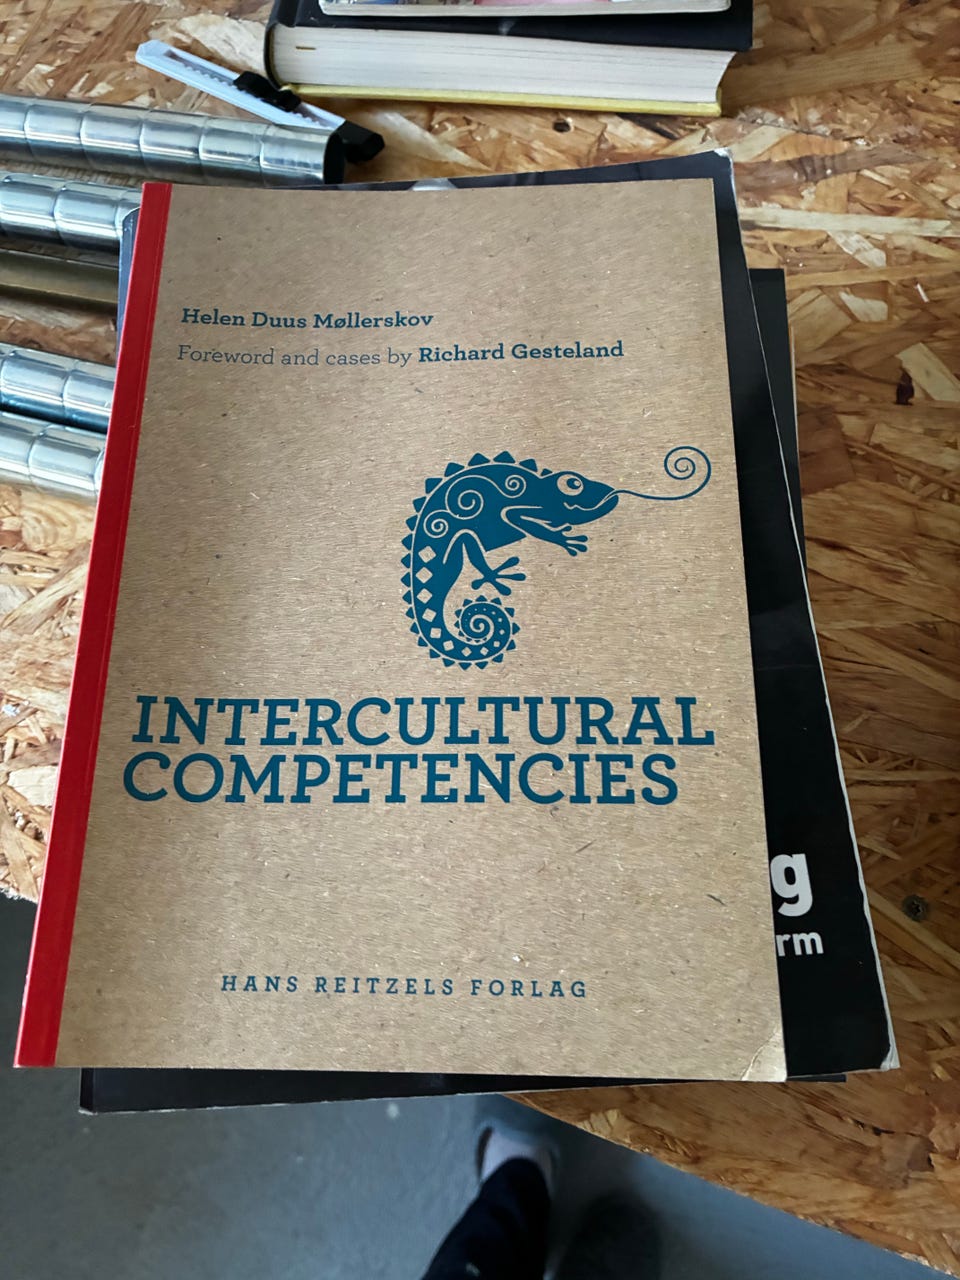 Helen Duus Møllerskov
Foreword and cases by Richard Gesteland
INTERCULTURAL
COMPETENCIES
HANS REITZELS FORLAG
g
rm